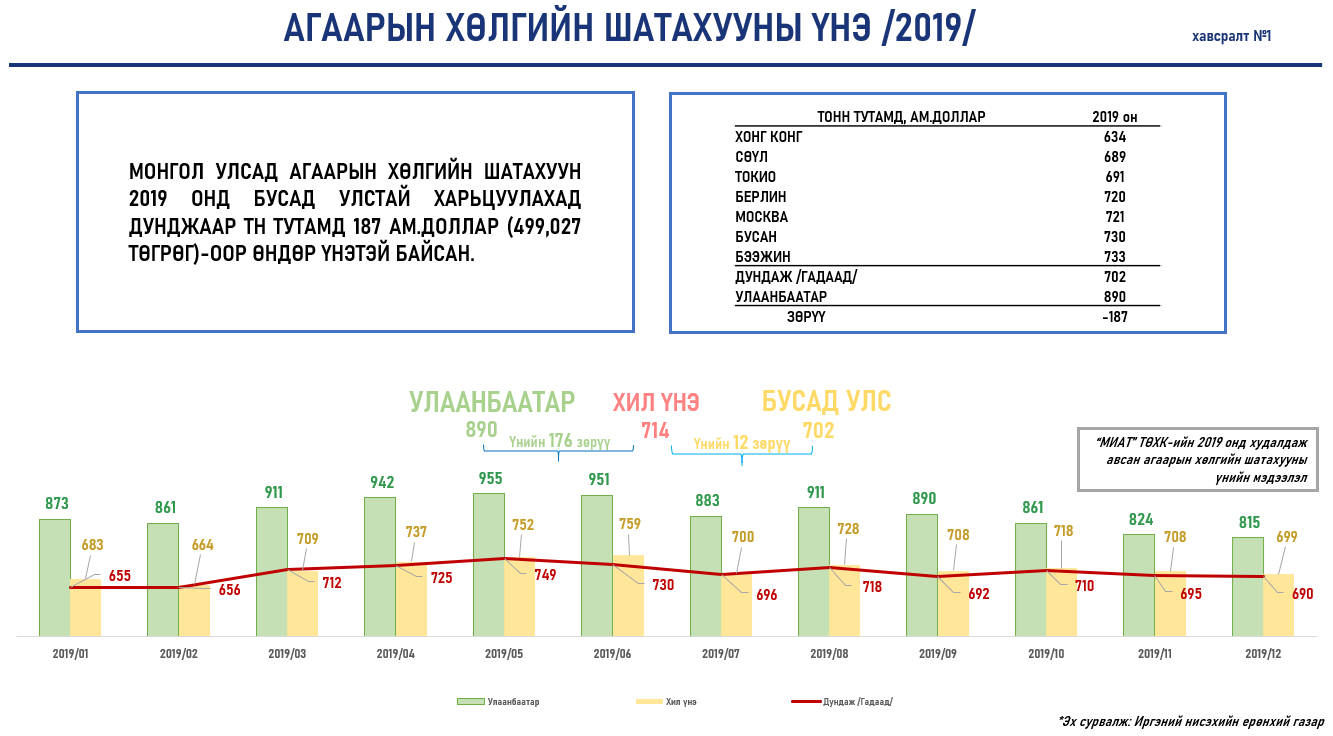 АГААРЫН ХӨЛГИЙН ШАТАХУУНЫ ҮНЭ /2019/
хавсралт №1
МОНГОЛ УЛСАД АГААРЫН ХӨЛГИЙН ШАТАХУУН
2019 ОНД БУСАД УЛСТАЙ ХАРЬЦУУЛАХАД
ДУНДЖААР ТН ТУТАМД 187 АМ.ДОЛЛАР (499,027
ТӨГРӨГ)-ООР ӨНДӨР ҮНЭТЭЙ БАЙСАН.
ТОНН ТУТАМД, АМ.ДОЛЛАР 2019 он
ХОНГ КОНГ 634
СӨҮЛ 689
ТОКИО 691
БЕРЛИН 720
МОСКВА 721
БУСАН 730
БЭЭЖИН 733
ДУНДАЖ /ГАДААД/ 702
УЛААНБААТАР 890
ЗӨРҮҮ -187
УЛААНБААТАР ХИЛ ҮНЭ БУСАД УЛС
890 714 702
Үнийн 176 зөрүү Үнийн 12 зөрүү
“МИАТ” ТӨХК-ийн 2019 онд худалдаж
авсан агаарын хөлгийн шатахууны
үнийн мэдээлэл
873 861 911 942 955 951 883 911 890 861 824 815
683 664 709 737 752 759 700 728 708 718 708 699
655 656 712 725 749 730 696 718 692 710 695 690
2019/01 2019/02 2019/03 2019/04 2019/05 2019/06 2019/07 2019/08 2019/09 2019/10 2019/11 2019/12
Улаанбаатар Хил үнэ Дундаж /Гадаад/
*Эх сурвалж: Иргэний нисэхийн ерөнхий газар